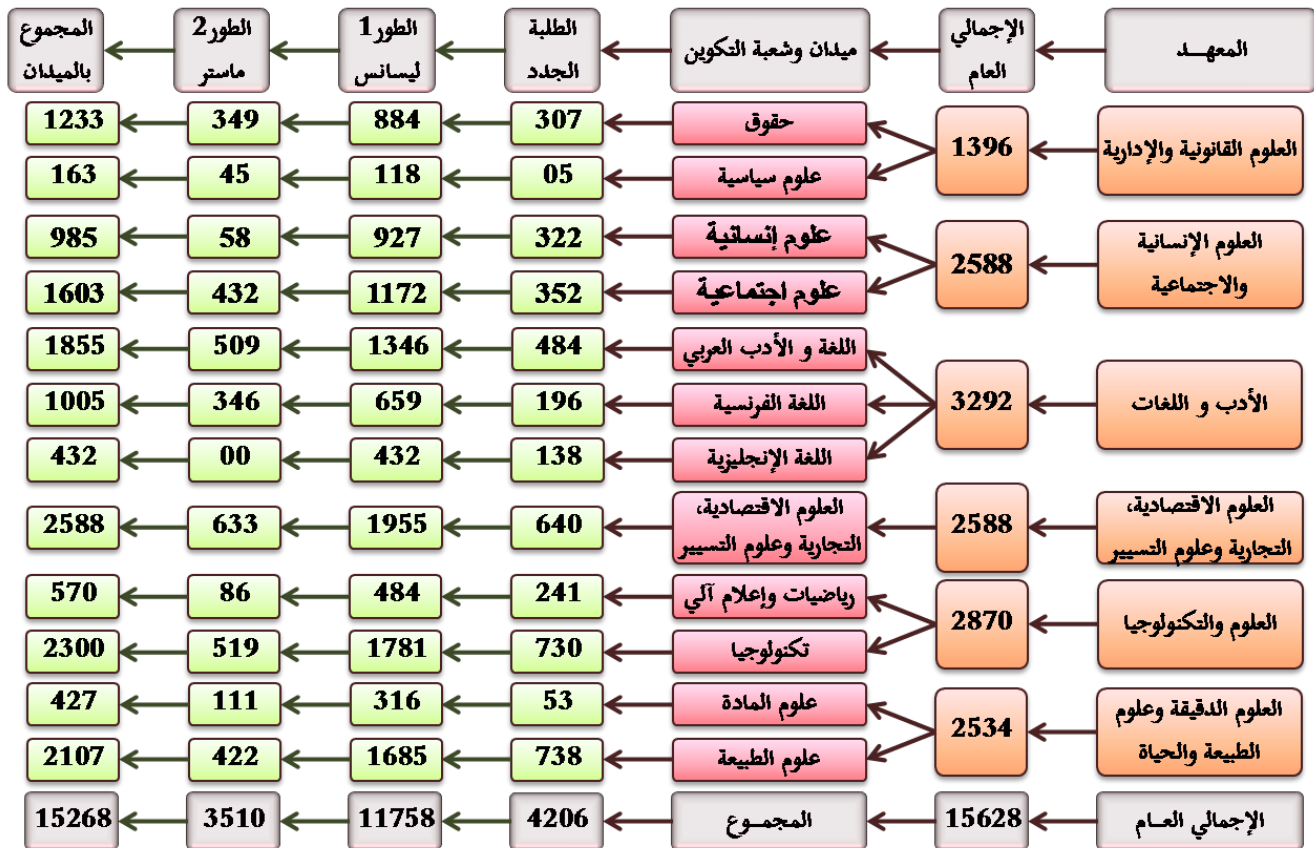 المعهــد
الإجمالي
العام
ميدان وشعبة التكوين
الطلبة
الجدد
الطور1
ليسانس
الطور2
ماستر
المجموع
بالميدان
العلوم القانونية والإدارية
1396
حقوق
307
884
349
1233
علوم سياسية
05
118
45
163
العلوم الإنسانية
والاجتماعية
2588
علوم إنسانية
322
927
58
985
علوم اجتماعية
352
1172
432
1603
الأدب و اللغات
3292
اللغة و الأدب العربي
484
1346
509
1855
اللغة الفرنسية
196
659
346
1005
اللغة الإنجليزية
138
432
00
432
العلوم الاقتصادية،
التجارية وعلوم التسيير
2588
العلوم الاقتصادية،
التجارية وعلوم التسيير
640
1955
633
2588
العلوم والتكنولوجيا
2870
رياضيات وإعلام آلي
241
484
86
570
تكنولوجيا
730
1781
519
2300
العلوم الدقيقة وعلوم
الطبيعة والحياة
2534
علوم المادة
53
316
111
427
علوم الطبيعة
738
1685
422
2107
الإجمالي العـام
15628
المجمــوع
4206
11758
3510
15268